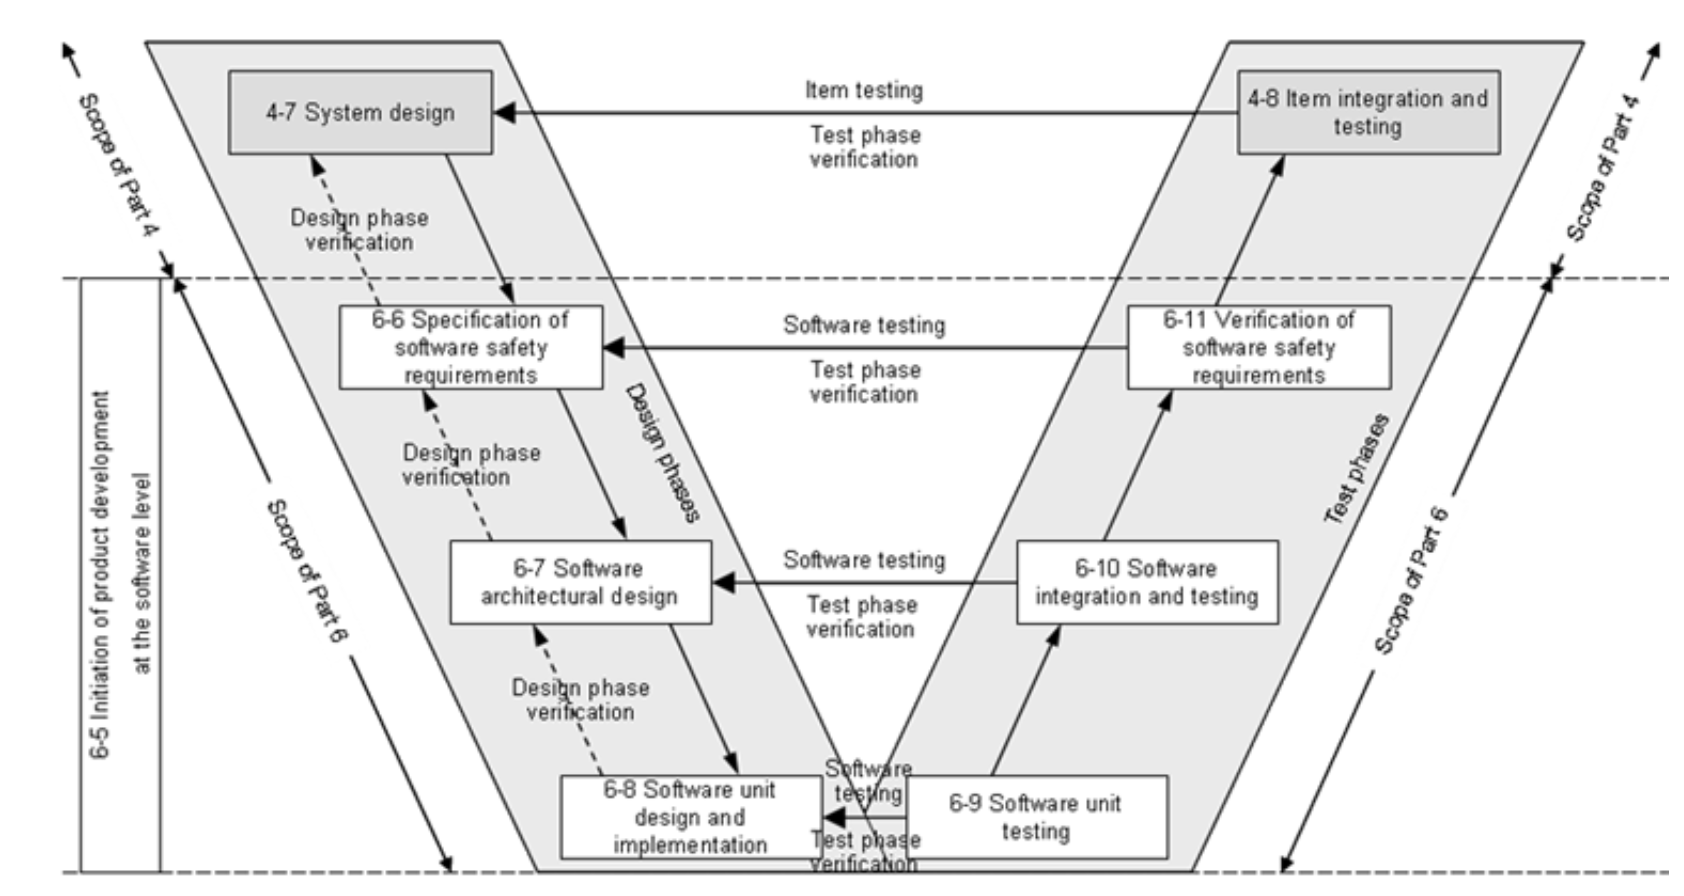 Scope of Part 4
4-7 System design
Item testing
Test phase
verification
4-8 Item integration and
testing
Scope of Part 4
Design phase
verification
6-6 Specification of
software safety
requirements
Software testing
Test phase
verification
6-11 Verification of
software safety
requirements
Design phases
Test phases
Design phase
verification
6-5 Initiation of product development
at the software level
Scope of Part 6
Scope of Part 6
6-7 Software
architectural design
Software testing
Test phase
verification
6-10 Software
integration and testing
Design phase
verification
6-8 Software unit
design and
implementation
Software
testing
Test phase
verification
6-9 Software unit
testing